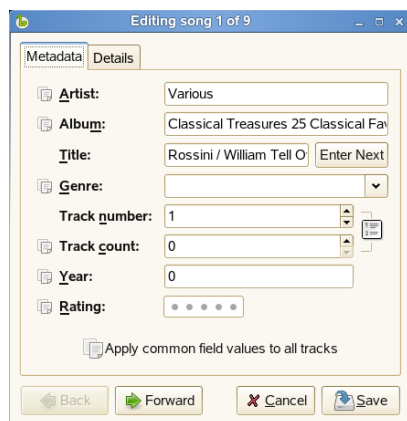 Editing song 1 of 9
Metadata Details
Artist: Various
Album: Classical Treasures 25 Classical Fav
Title: Rossini / William Tell O Enter Next
Genre:
Track number: 1
Track count: 0
Year: 0
Rating:
Apply common field values to all tracks
Back Forward Cancel Save